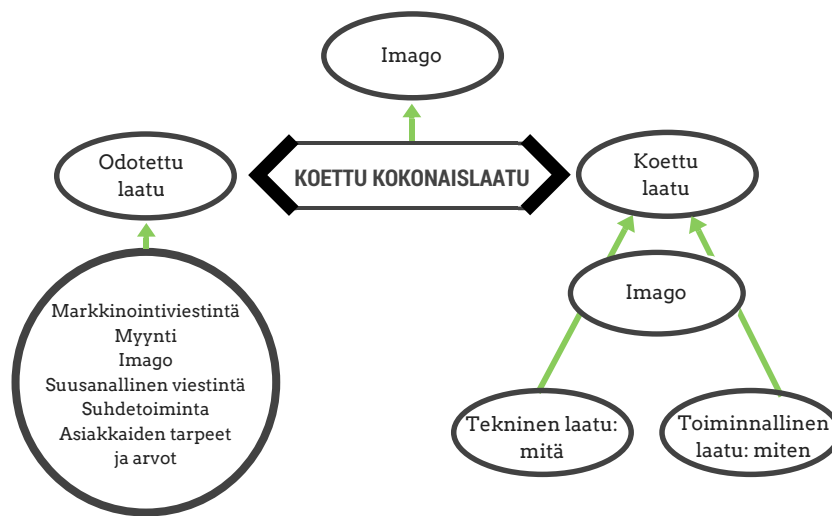 Imago
Odotettu
laatu
KOETTU KOKONAISLAATU
Koettu
laatu
Markkinointiviestintä
Myynti
Imago
Suusanallinen viestintä
Suhdetoiminta
Asiakkaiden tarpeet
ja arvot
Imago
Tekninen laatu:
mitä
Toiminnallinen
laatu: miten